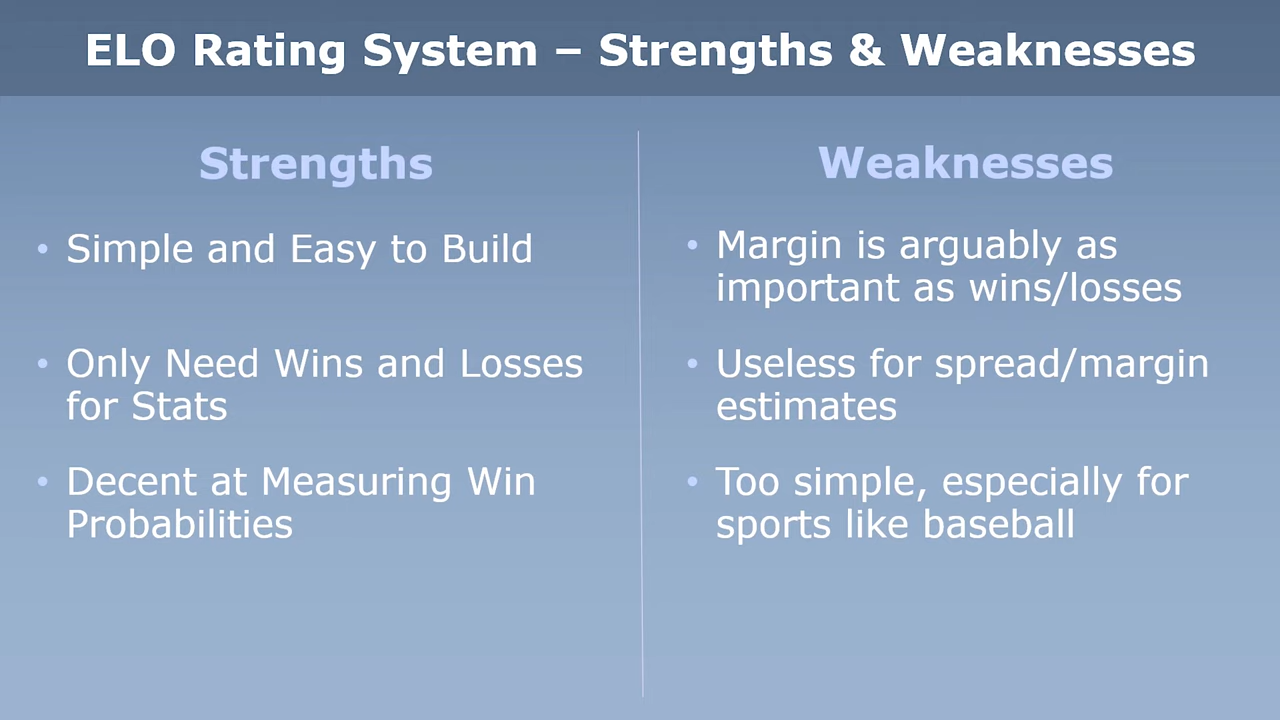 ELO Rating System – Strengths & Weaknesses
Strengths
• Simple and Easy to Build
• Only Need Wins and Losses
for Stats
• Decent at Measuring Win
Probabilities
Weaknesses
• Margin is arguably as
important as wins/losses
• Useless for spread/margin
estimates
• Too simple, especially for
sports like baseball